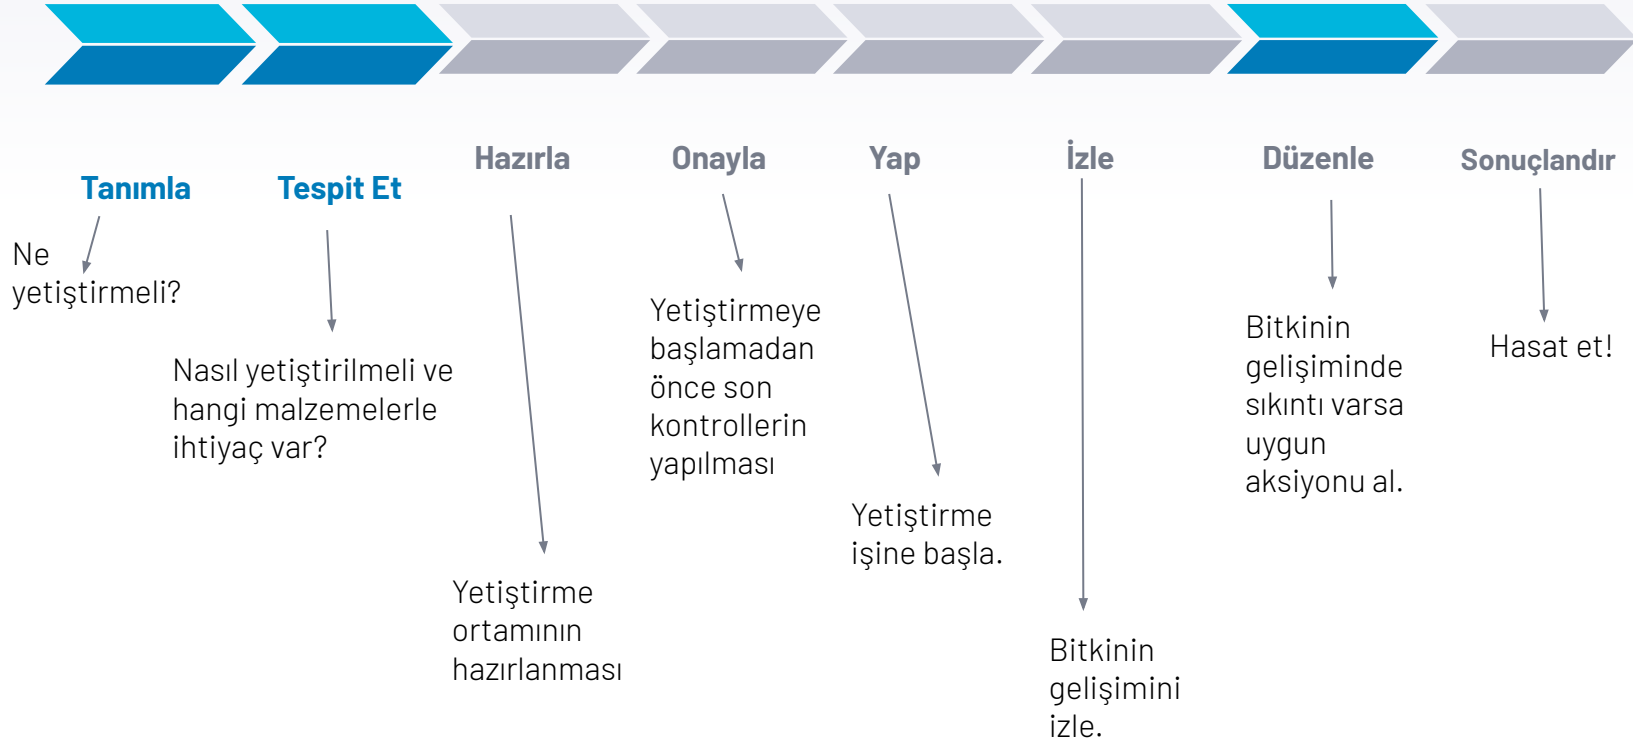 Tanımla
Ne
yetiştirmeli?
Tespit Et
Nasıl yetiştirilmeli ve
hangi malzemelerle
ihtiyaç var?
Hazırla
Yetiştirme
ortamının
hazırlanması
Onayla
Yetiştirmeye
başlamadan
önce son
kontrollerin
yapılması
Yap
Yetiştirme
işine başla.
İzle
Bitkinin
gelişimini
izle.
Düzenle
Bitkinin
gelişiminde
sıkıntı varsa
uygun
aksiyonu al.
Sonuçlandır
Hasat et!